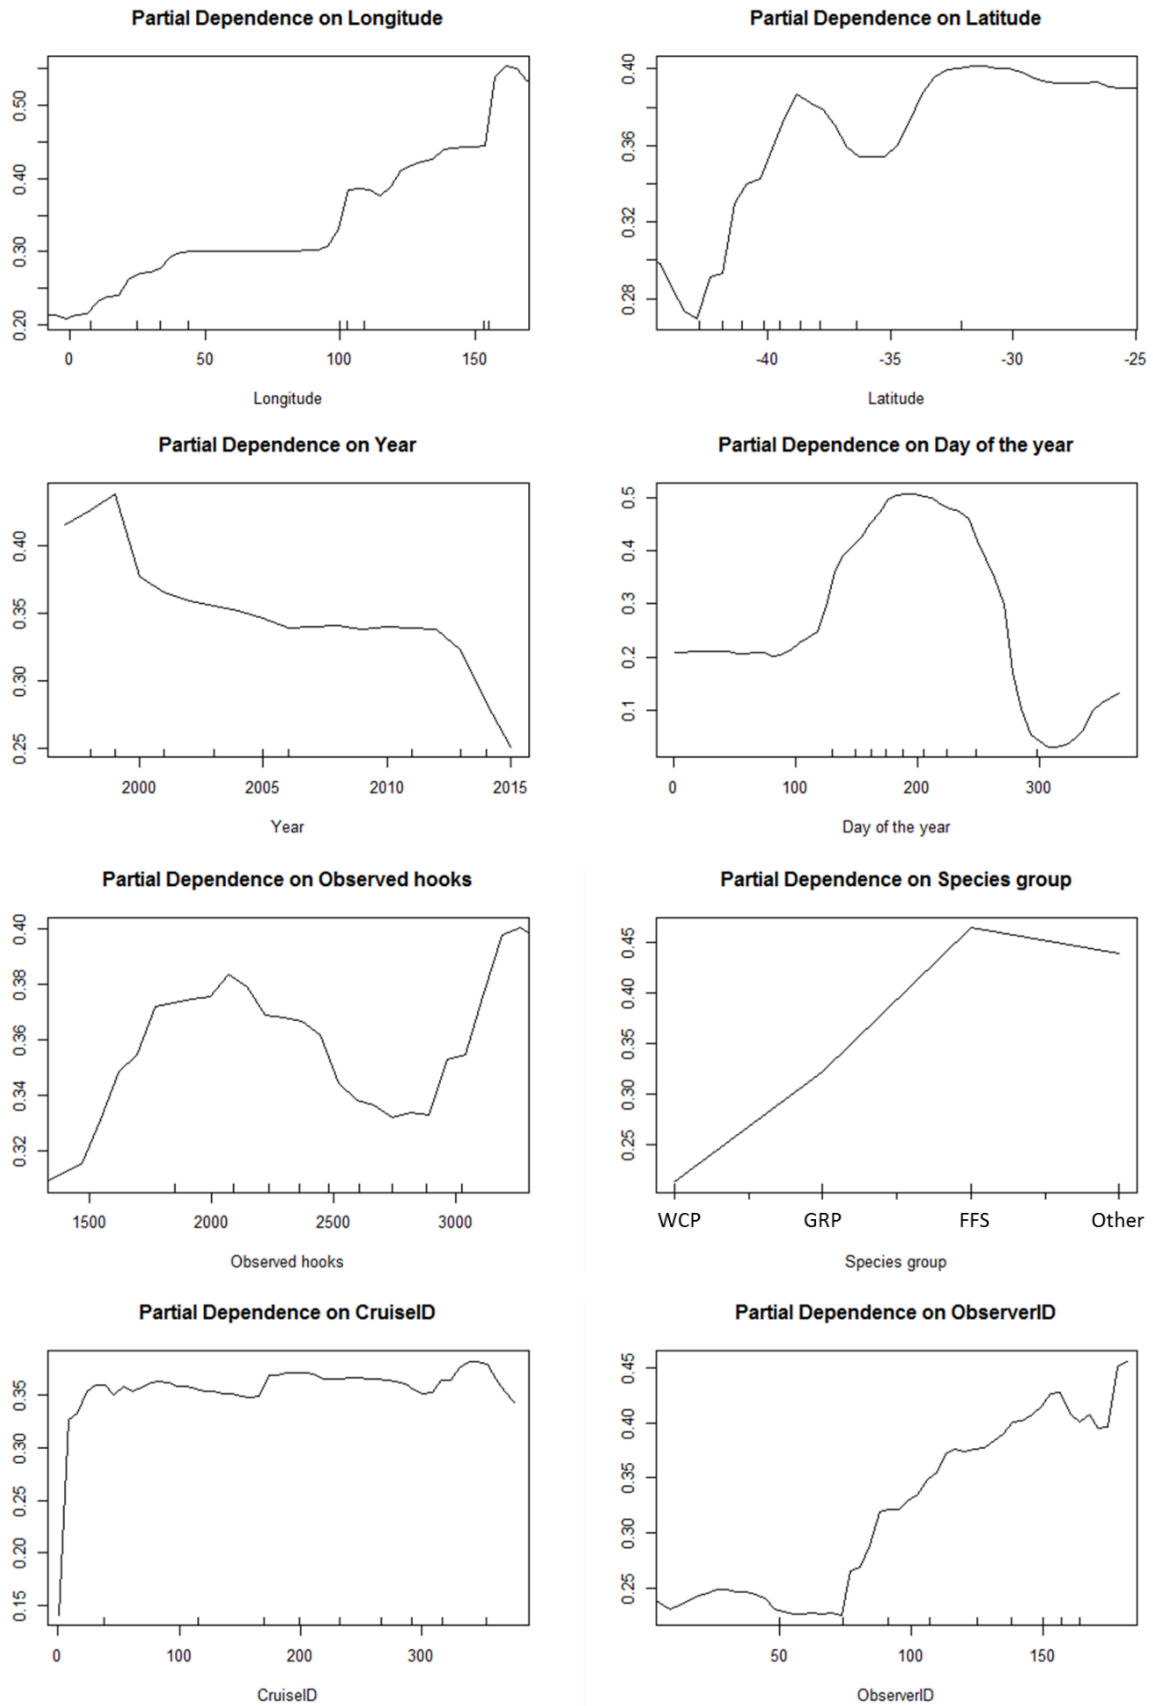 Partial Dependence on Longitude
0.50
0.40
0.30
0.20
0 50 100 150
Longitude
Partial Dependence on Latitude
0.40
0.36
0.32
0.28
-40 -35 -30 -25
Latitude
Partial Dependence on Year
0.40
0.35
0.30
0.25
2000 2005 2010 2015
Year
Partial Dependence on Day of the year
0.5
0.4
0.3
0.2
0.1
0 100 200 300
Day of the year
Partial Dependence on Observed hooks
0.40
0.38
0.36
0.34
0.32
1500 2000 2500 3000
Observed hooks
Partial Dependence on Species group
0.45
0.40
0.35
0.30
0.25
WCP GRP FFS Other
Species group
Partial Dependence on CruiseID
0.35
0.30
0.25
0.20
0.15
0 100 200 300
CruiseID
Partial Dependence on ObserverID
0.45
0.40
0.35
0.30
0.25
50 100 150
ObserverID